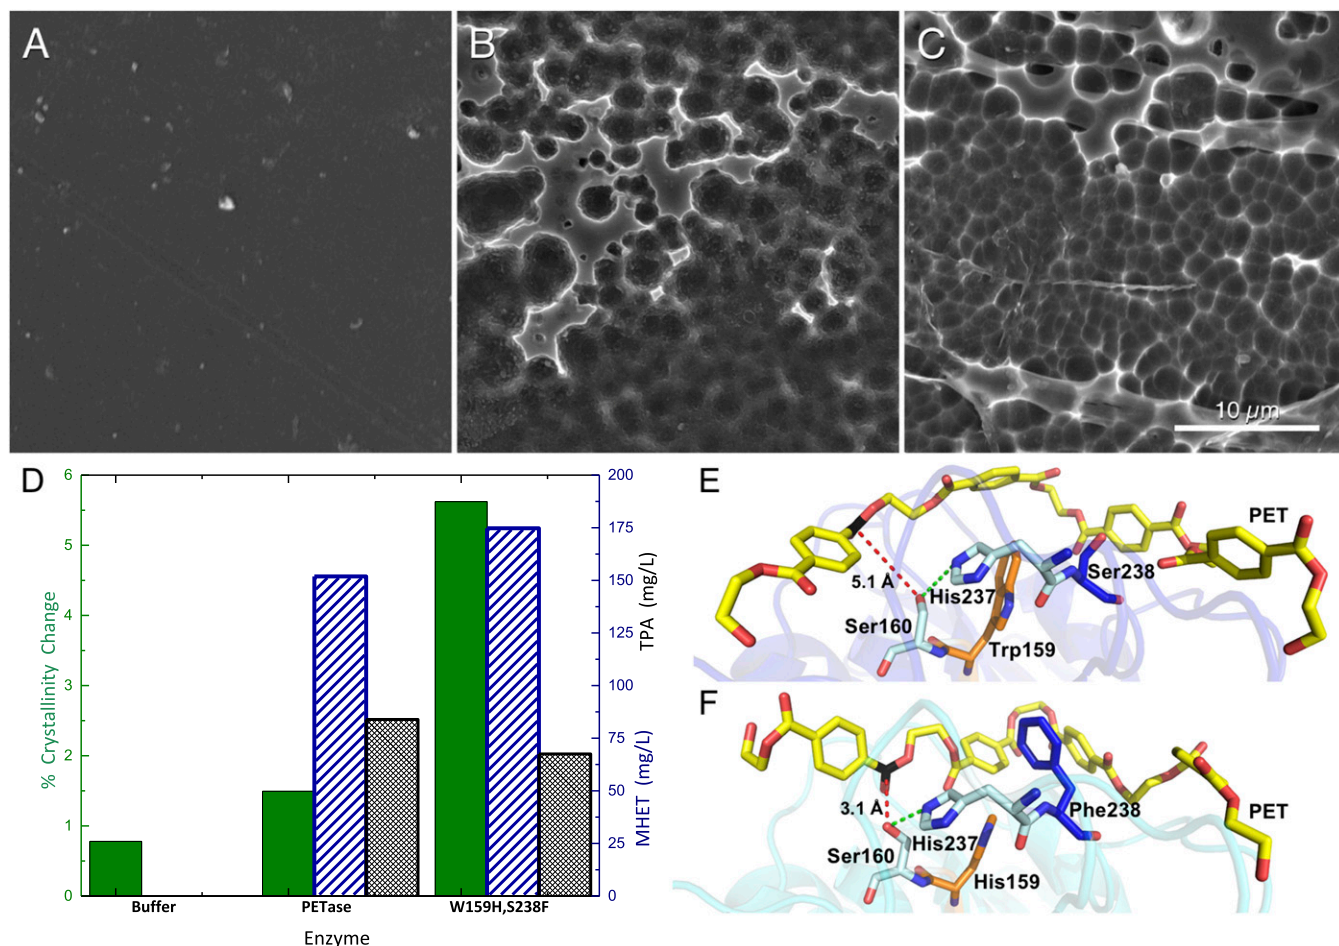 A
B
C
10 μm
D
% Crystallinity Change
6
5
4
3
2
1
0
200
175
150
125
100
75
50
25
0
TPA (mg/L)
MHET (mg/L)
Buffer
PETase
W159H,S238F
Enzyme
E
PET
5.1 Å
His237
Ser238
Ser160
Trp159
F
3.1 Å
Phe238
PET
His237
Ser160
His159